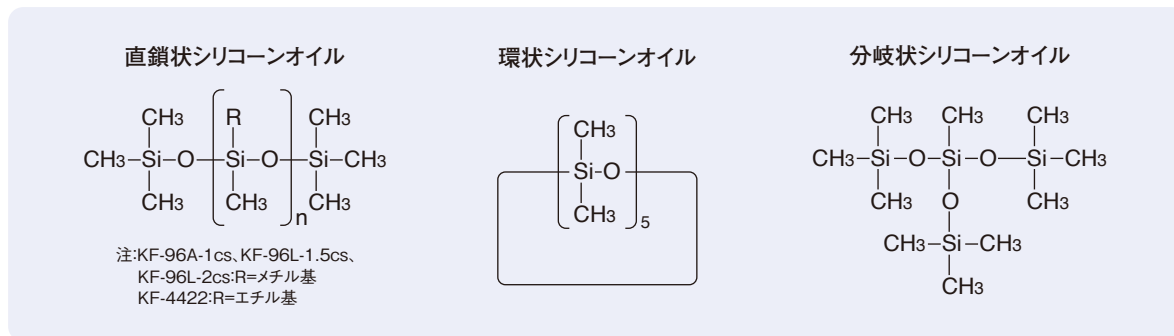 直鎖状シリコーンオイル
CH3 R CH3
CH3–Si–O–Si–O–Si–CH3
CH3 CH3 CH3
n
注:KF-96A-1cs、KF-96L-1.5cs、
KF-96L-2cs:R=メチル基
KF-4422:R=エチル基
環状シリコーンオイル
CH3
Si–O
CH3
5
分岐状シリコーンオイル
CH3 CH3 CH3
CH3–Si–O–Si–O–Si–CH3
CH3 O CH3
CH3–Si–CH3
CH3